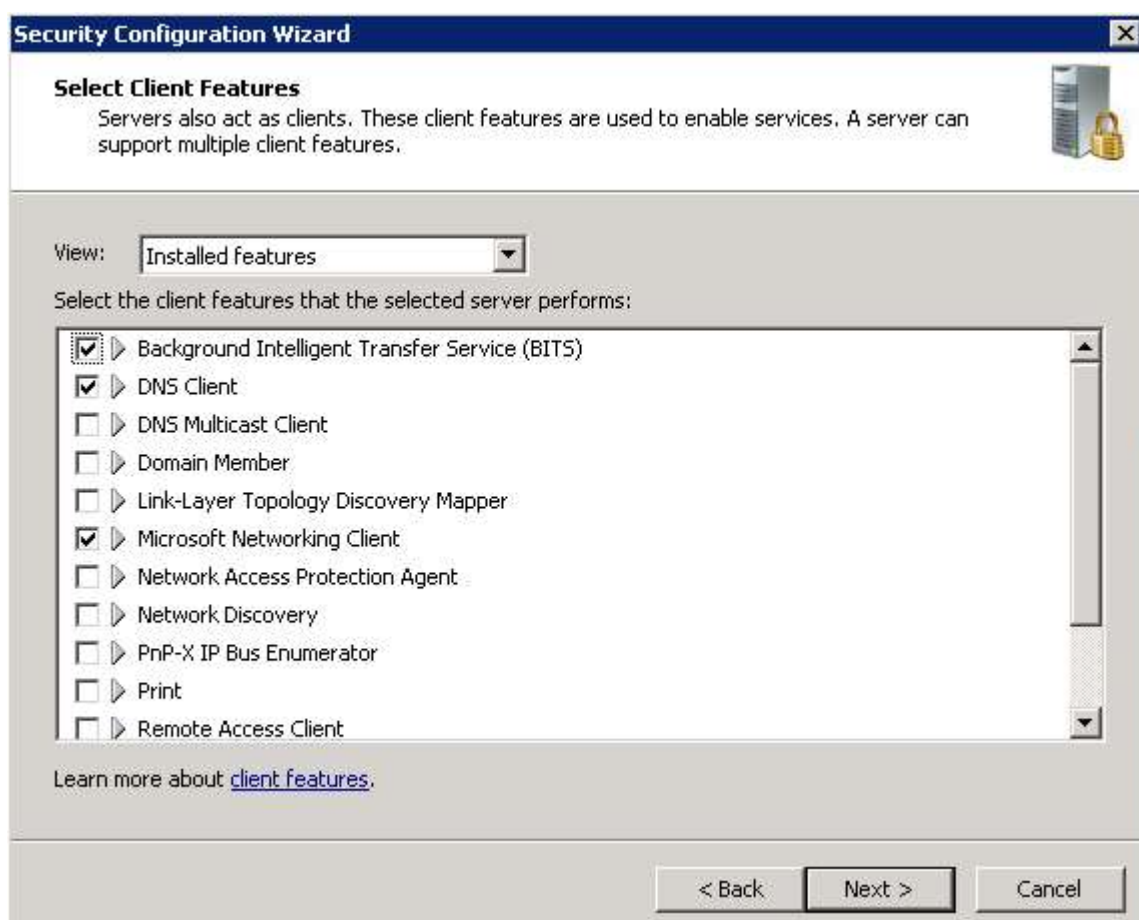 Security Configuration Wizard
Select Client Features
Servers also act as clients. These client features are used to enable services. A server can
support multiple client features.
View: Installed features
Select the client features that the selected server performs:
Background Intelligent Transfer Service (BITS)
DNS Client
DNS Multicast Client
Domain Member
Link-Layer Topology Discovery Mapper
Microsoft Networking Client
Network Access Protection Agent
Network Discovery
PnP-X IP Bus Enumerator
Print
Remote Access Client
Learn more about client features.
< Back Next > Cancel